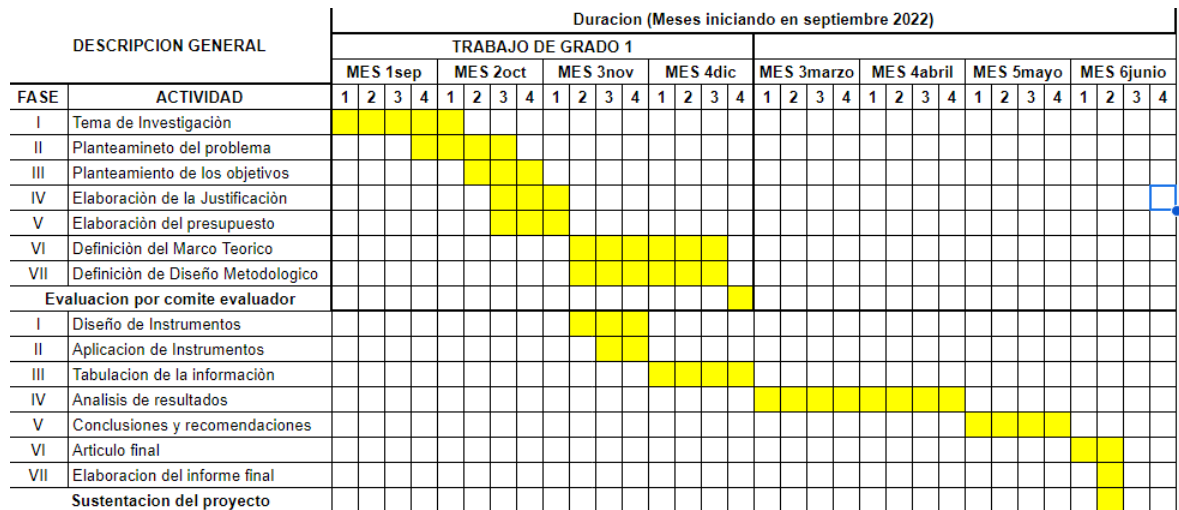 Duracion (Meses iniciando en septiembre 2022)
DESCRIPCION GENERAL TRABAJO DE GRADO 1
MES 1sep MES 2oct MES 3nov MES 4dic MES 3marzo MES 4abril MES 5mayo MES 6junio
FASE ACTIVIDAD 1 2 3 4 1 2 3 4 1 2 3 4 1 2 3 4 1 2 3 4 1 2 3 4 1 2 3 4 1 2 3 4
I Tema de Investigaciòn
II Planteamineto del problema
III Planteamiento de los objetivos
IV Elaboraciòn de la Justificaciòn
V Elaboraciòn del presupuesto
VI Definiciòn del Marco Teorico
VII Definiciòn de Diseño Metodologico
Evaluacion por comite evaluador
I Diseño de Instrumentos
II Aplicacion de Instrumentos
III Tabulacion de la informaciòn
IV Analisis de resultados
V Conclusiones y recomendaciones
VI Articulo final
VII Elaboracion del informe final
Sustentacion del proyecto